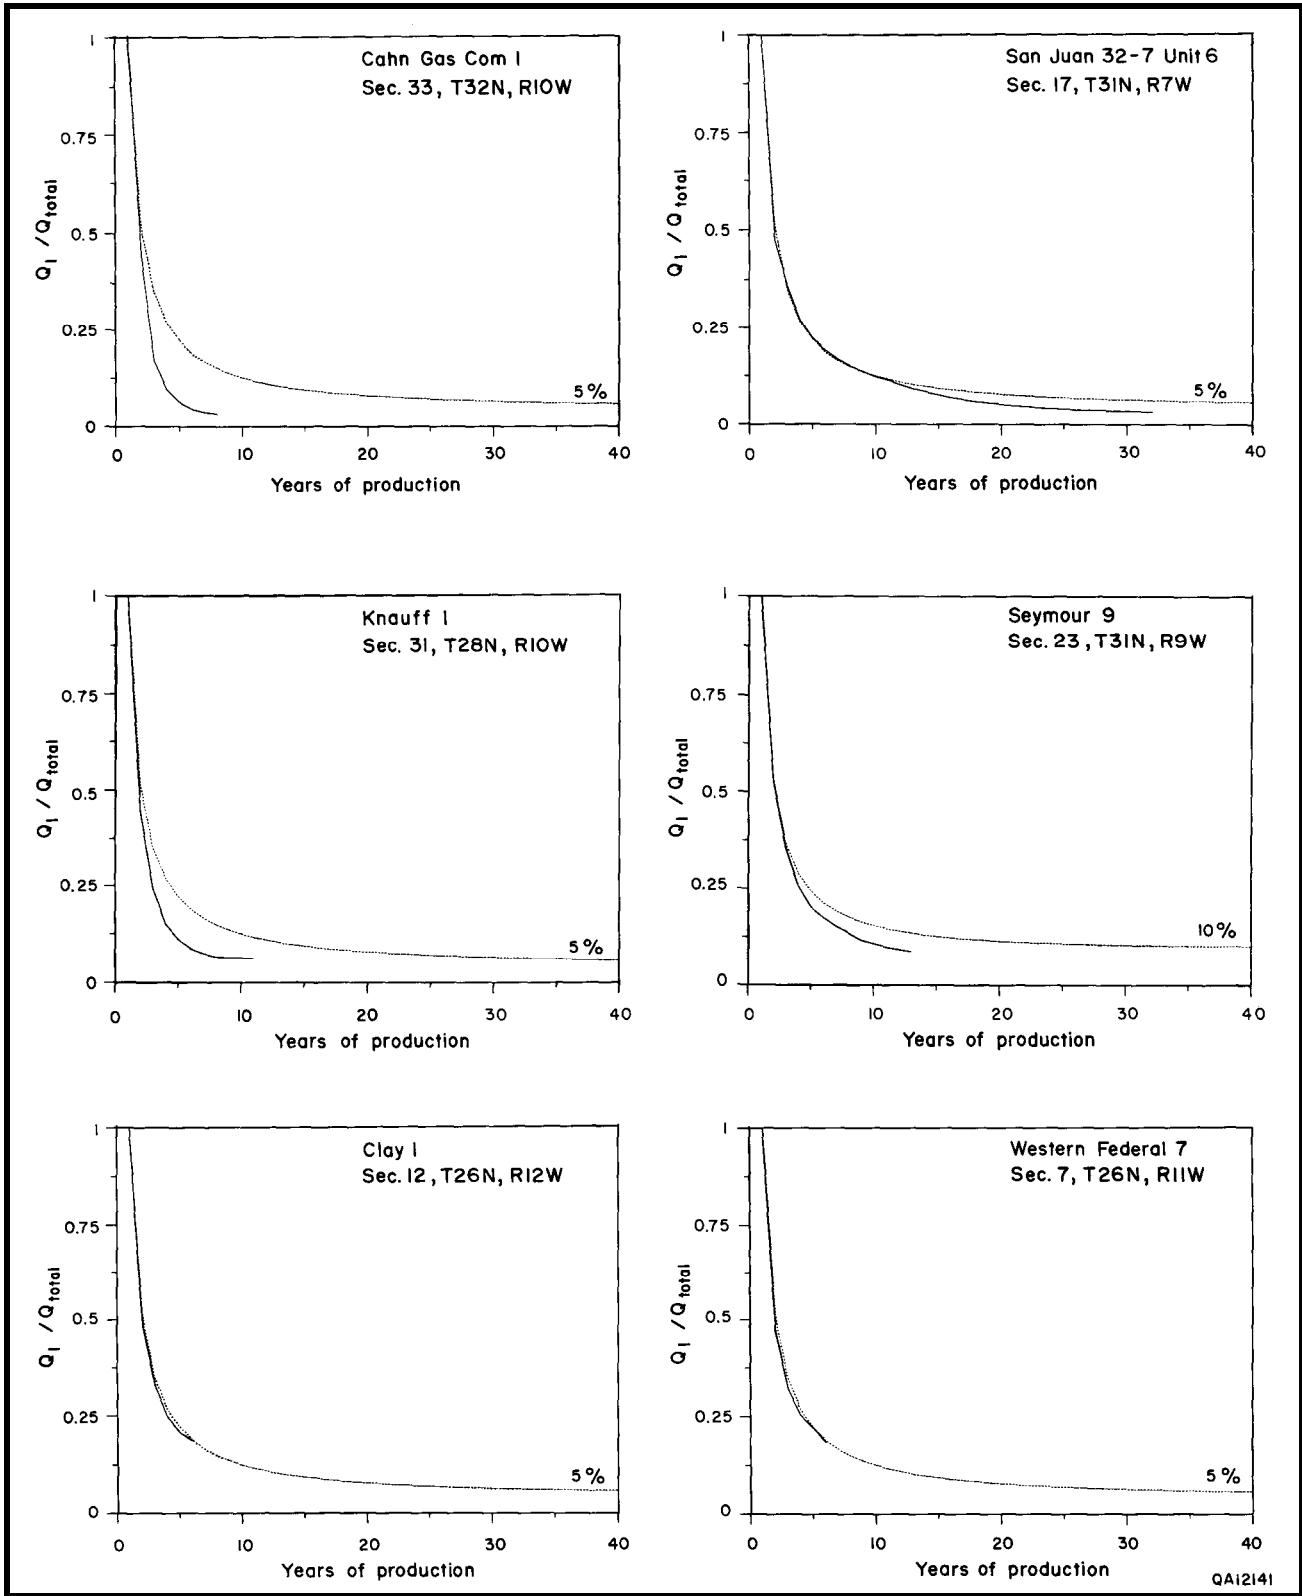 Cahn Gas Com 1
Sec. 33, T32N, R10W
1
0.75
0.5
0.25
0
Q1 / Qtotal
5%
0 10 20 30 40
Years of production
San Juan 32-7 Unit 6
Sec. 17, T31N, R7W
1
0.75
0.5
0.25
0
Q1 / Qtotal
5%
0 10 20 30 40
Years of production
Knauff 1
Sec. 31, T28N, R10W
1
0.75
0.5
0.25
0
Q1 / Qtotal
5%
0 10 20 30 40
Years of production
Seymour 9
Sec. 23, T31N, R9W
1
0.75
0.5
0.25
0
Q1 / Qtotal
10%
0 10 20 30 40
Years of production
Clay 1
Sec. 12, T26N, R12W
1
0.75
0.5
0.25
0
Q1 / Qtotal
5%
0 10 20 30 40
Years of production
Western Federal 7
Sec. 7, T26N, R11W
1
0.75
0.5
0.25
0
Q1 / Qtotal
5%
0 10 20 30 40
Years of production
QA12141